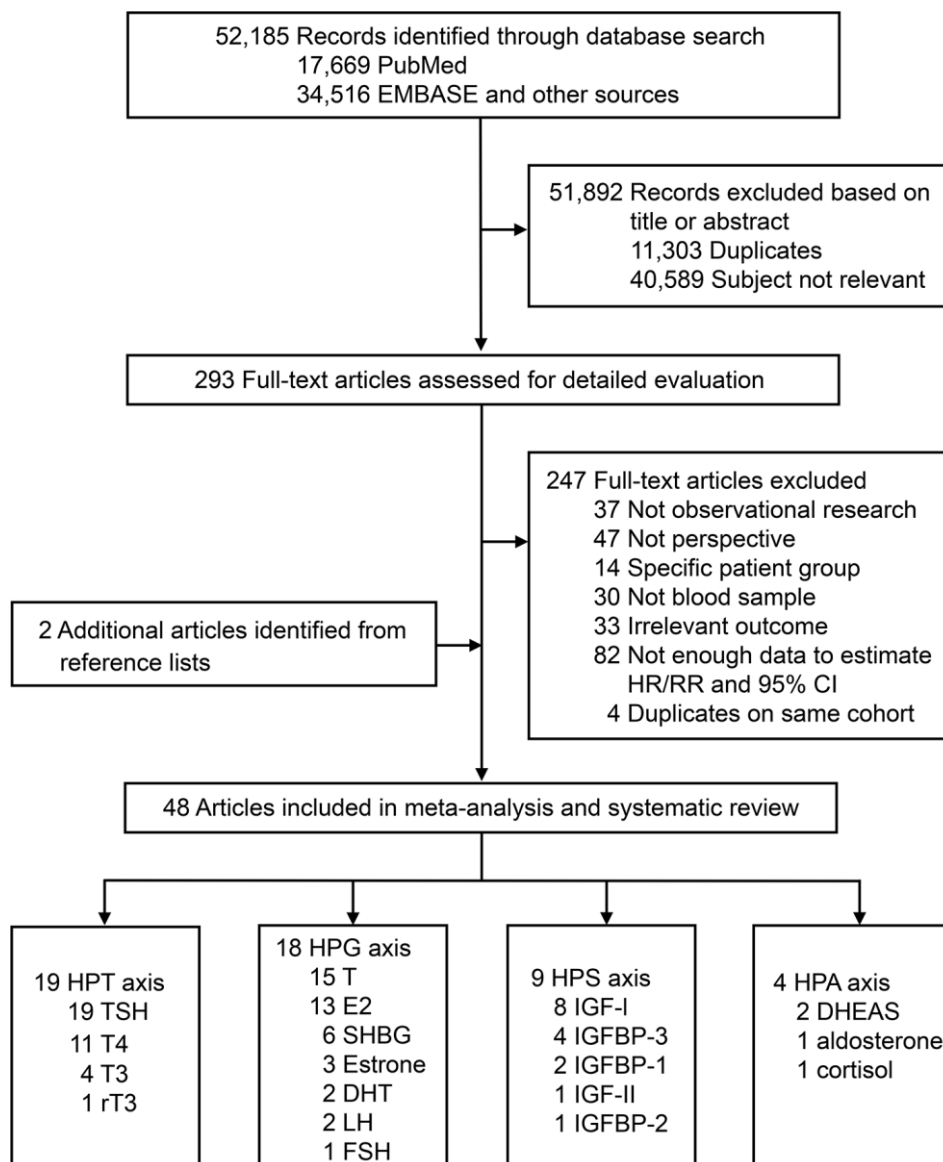 52,185 Records identified through database search
17,669 PubMed
34,516 EMBASE and other sources
51,892 Records excluded based on
title or abstract
11,303 Duplicates
40,589 Subject not relevant
293 Full-text articles assessed for detailed evaluation
247 Full-text articles excluded
37 Not observational research
47 Not perspective
14 Specific patient group
30 Not blood sample
33 Irrelevant outcome
82 Not enough data to estimate
HR/RR and 95% CI
4 Duplicates on same cohort
2 Additional articles identified from
reference lists
48 Articles included in meta-analysis and systematic review
19 HPT axis
19 TSH
11 T4
4 T3
1 rT3
18 HPG axis
15 T
13 E2
6 SHBG
3 Estrone
2 DHT
2 LH
1 FSH
9 HPS axis
8 IGF-I
4 IGFBP-3
2 IGFBP-1
1 IGF-II
1 IGFBP-2
4 HPA axis
2 DHEAS
1 aldosterone
1 cortisol